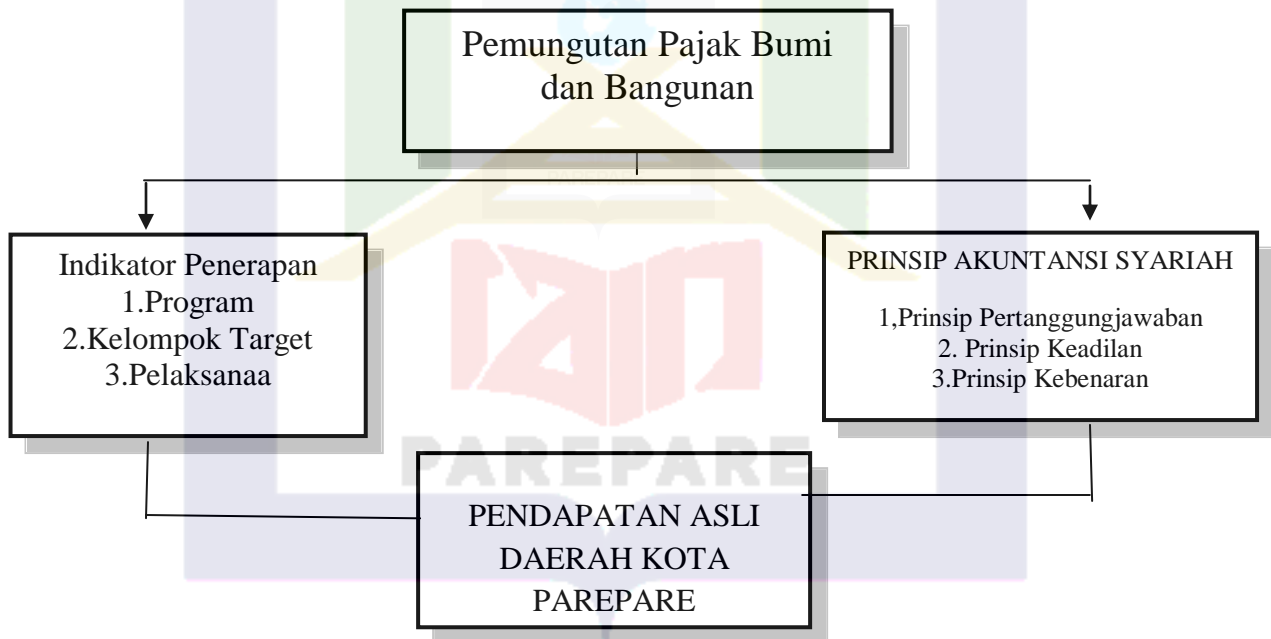 Pemungutan Pajak Bumi
dan Bangunan
Indikator Penerapan
1.Program
2.Kelompok Target
3.Pelaksanaa
PRINSIP AKUNTANSI SYARIAH
1,Prinsip Pertanggungjawaban
2. Prinsip Keadilan
3.Prinsip Kebenaran
PAREPARE
PAREPARE
PENDAPATAN ASLI
DAERAH KOTA
PAREPARE